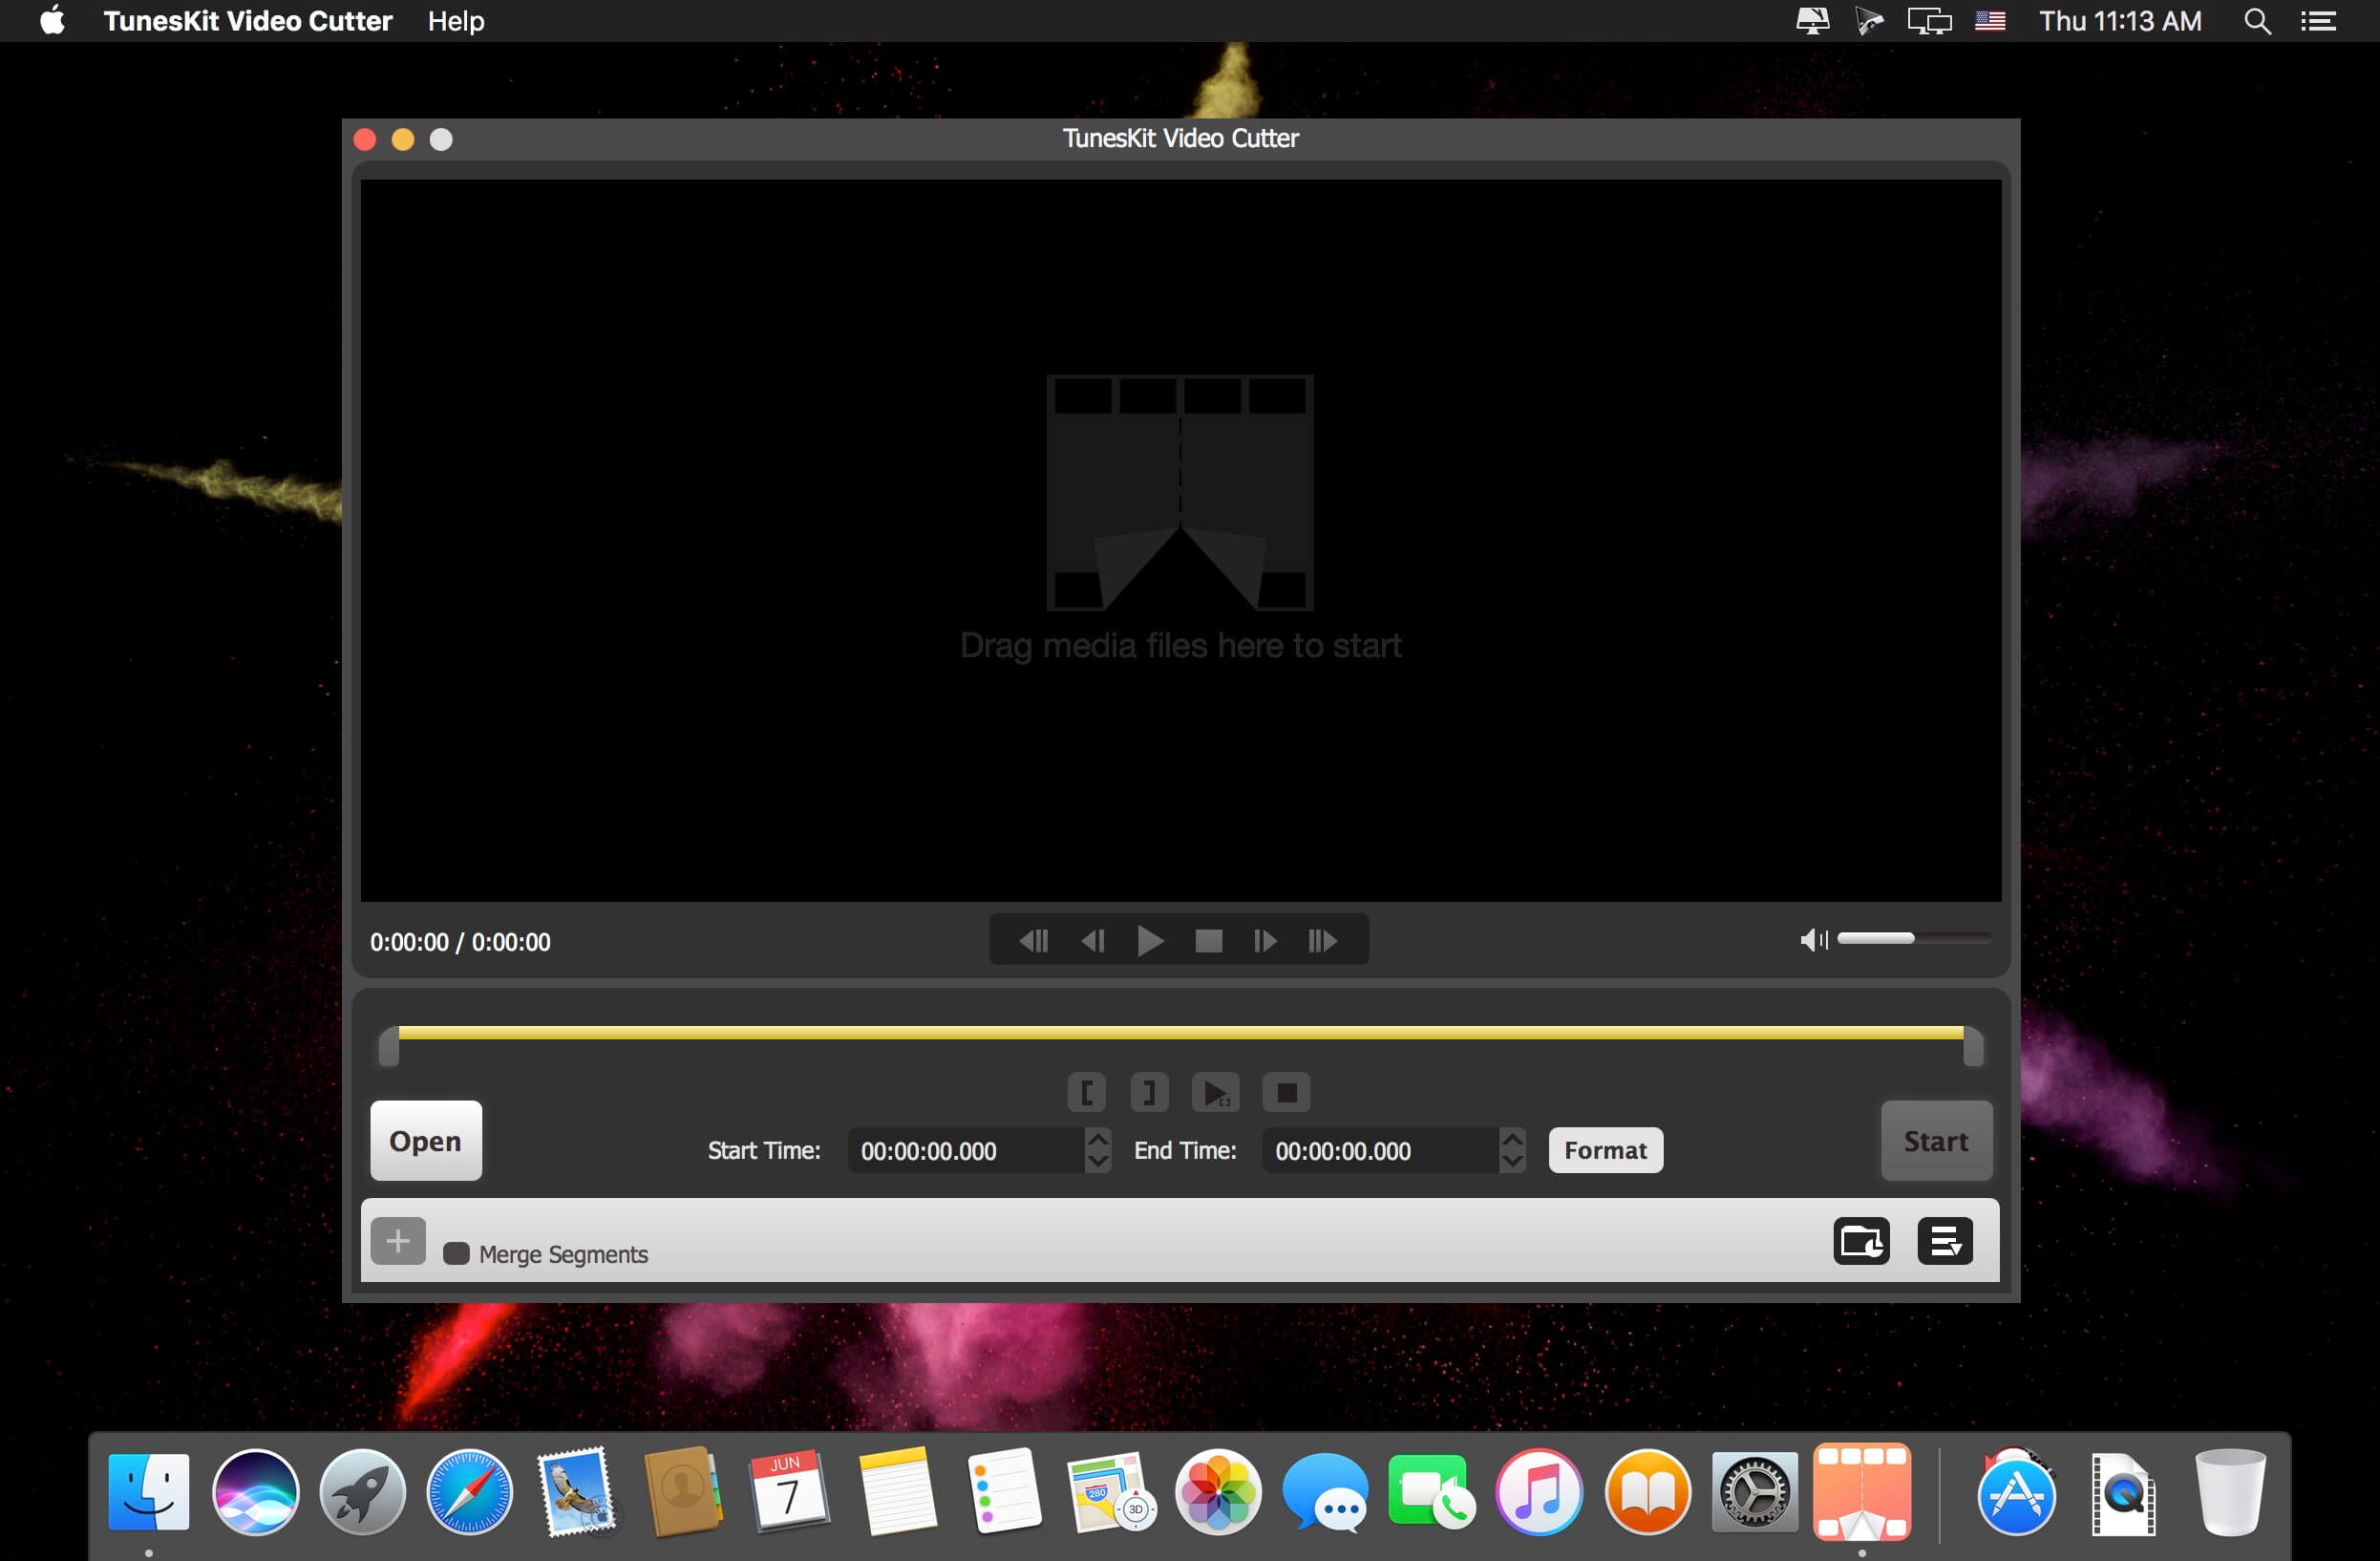 TunesKit Video Cutter Help Thu 11:13 AM
TunesKit Video Cutter
Drag media files here to start
0:00:00 / 0:00:00
[ ]
Open Start Time: 00:00:00.000 End Time: 00:00:00.000 Format Start
+ Merge Segments
JUN
7
280
3D